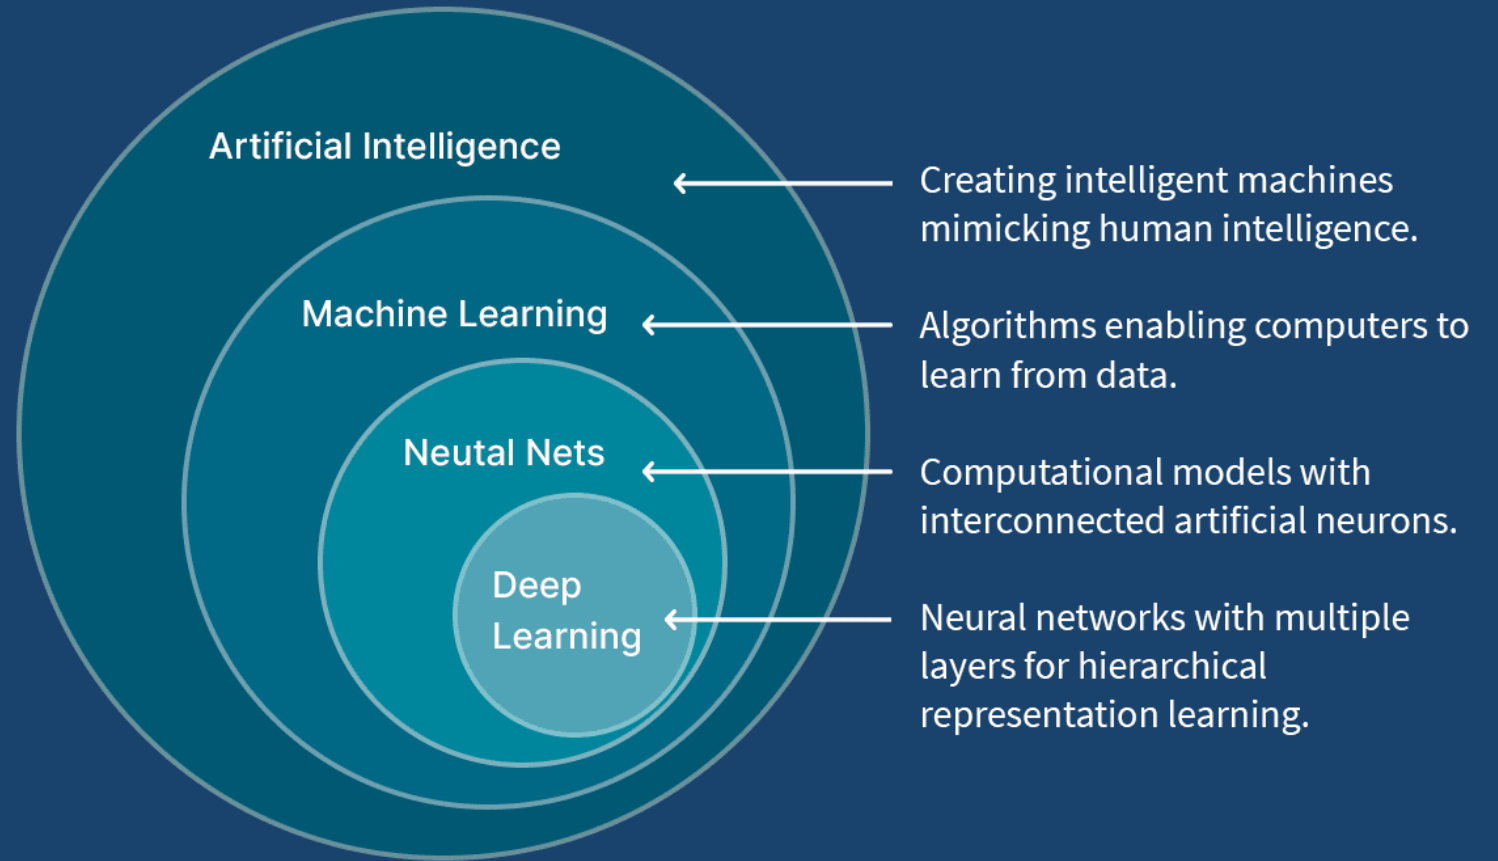 Artificial Intelligence
Creating intelligent machines
mimicking human intelligence.
Machine Learning
Algorithms enabling computers to
learn from data.
Neutal Nets
Computational models with
interconnected artificial neurons.
Deep
Learning
Neural networks with multiple
layers for hierarchical
representation learning.